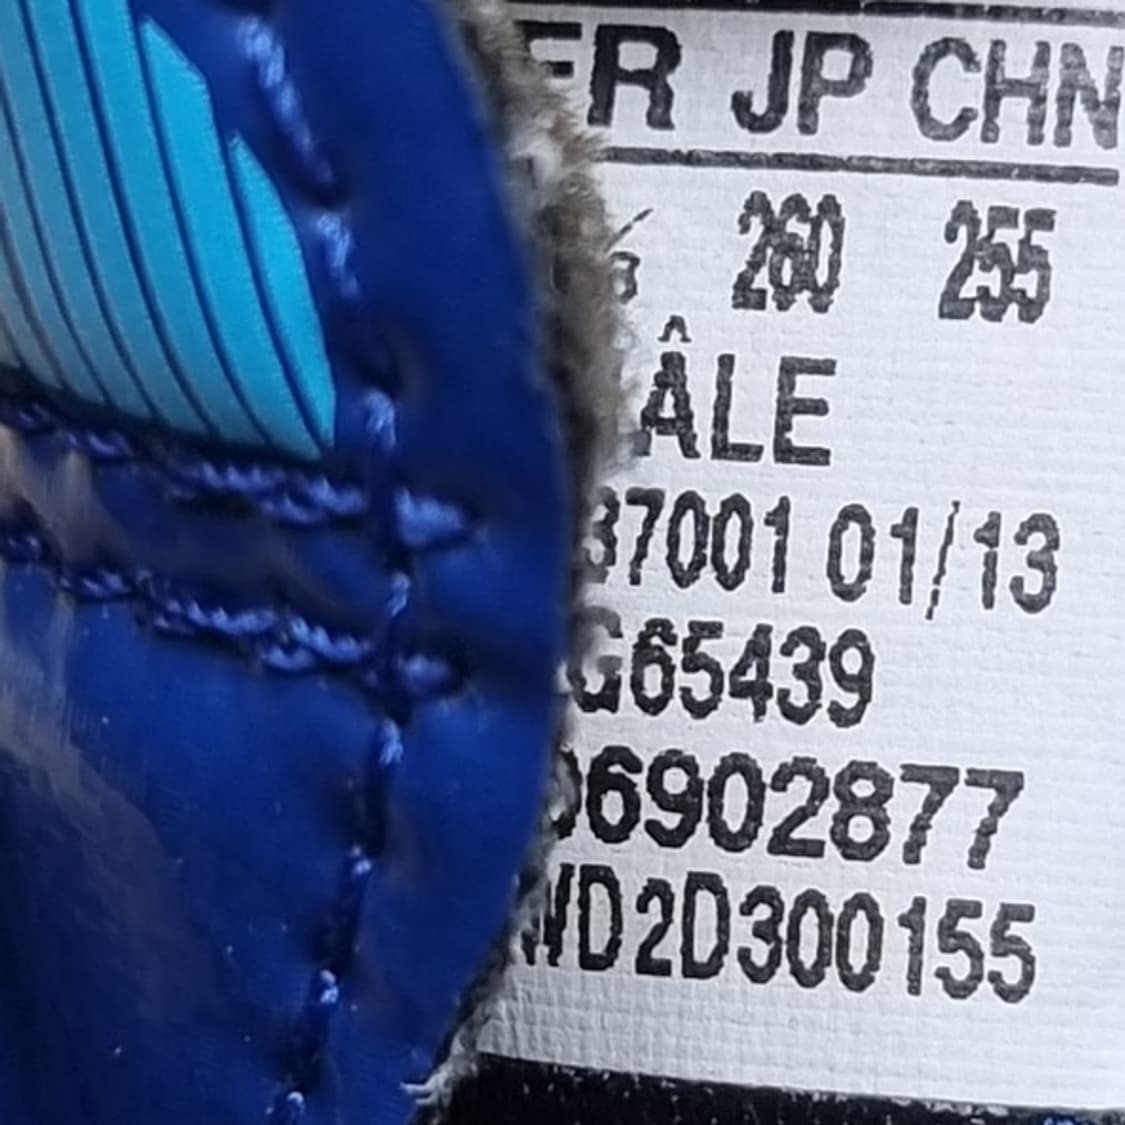 FR JP CHN
260 255
ÂLE
37001 01/13
G65439
06902877
WD2D300155